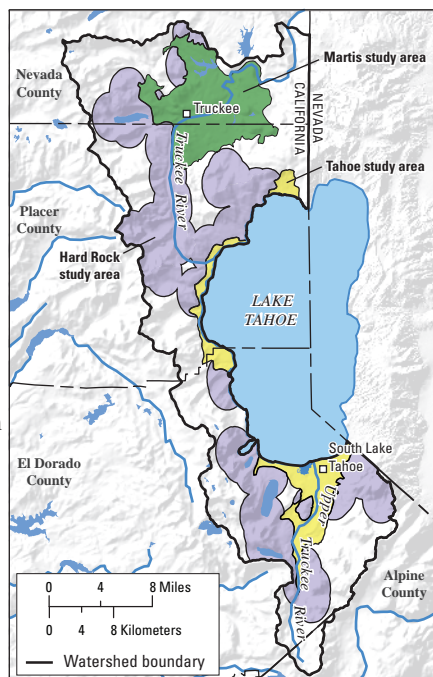 Martis study area
Nevada
County
NEVADA
CALIFORNIA
Truckee
Tahoe study area
Truckee River
Placer
County
Hard Rock
study area
LAKE
TAHOE
South Lake
Tahoe
Upper Truckee River
El Dorado
County
Alpine
County
0 4 8 Miles
0 4 8 Kilometers
Watershed boundary